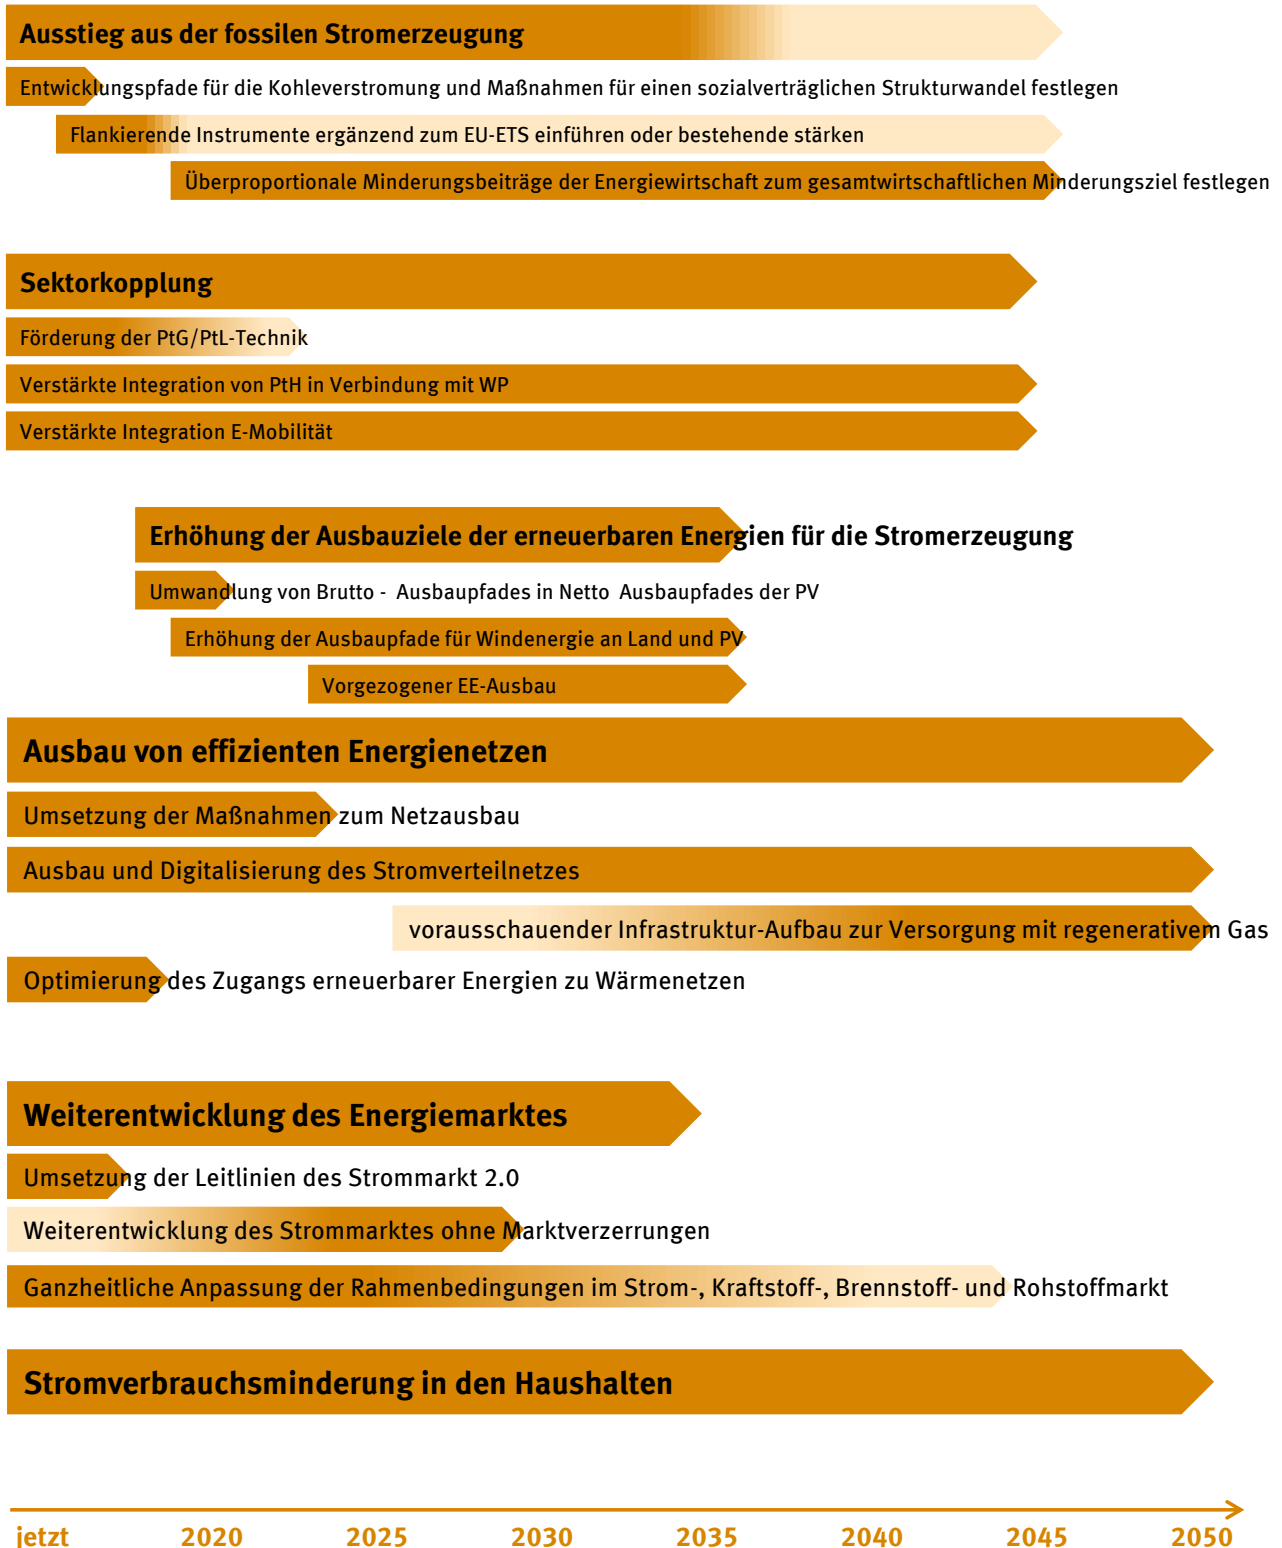 Ausstieg aus der fossilen Stromerzeugung
Entwicklungspfade für die Kohleverstromung und Maßnahmen für einen sozialverträglichen Strukturwandel festlegen
Flankierende Instrumente ergänzend zum EU-ETS einführen oder bestehende stärken
Überproportionale Minderungsbeiträge der Energiewirtschaft zum gesamtwirtschaftlichen Minderungsziel festlegen
Sektorkopplung
Förderung der PtG/PtL-Technik
Verstärkte Integration von PtH in Verbindung mit WP
Verstärkte Integration E-Mobilität
Erhöhung der Ausbauziele der erneuerbaren Energien für die Stromerzeugung
Umwandlung von Brutto - Ausbaupfades in Netto Ausbaupfades der PV
Erhöhung der Ausbaupfade für Windenergie an Land und PV
Vorgezogener EE-Ausbau
Ausbau von effizienten Energienetzen
Umsetzung der Maßnahmen zum Netzausbau
Ausbau und Digitalisierung des Stromverteilnetzes
vorausschauender Infrastruktur-Aufbau zur Versorgung mit regenerativem Gas
Optimierung des Zugangs erneuerbarer Energien zu Wärmenetzen
Weiterentwicklung des Energiemarktes
Umsetzung der Leitlinien des Strommarkt 2.0
Weiterentwicklung des Strommarktes ohne Marktverzerrungen
Ganzheitliche Anpassung der Rahmenbedingungen im Strom-, Kraftstoff-, Brennstoff- und Rohstoffmarkt
Stromverbrauchsminderung in den Haushalten
jetzt 2020 2025 2030 2035 2040 2045 2050